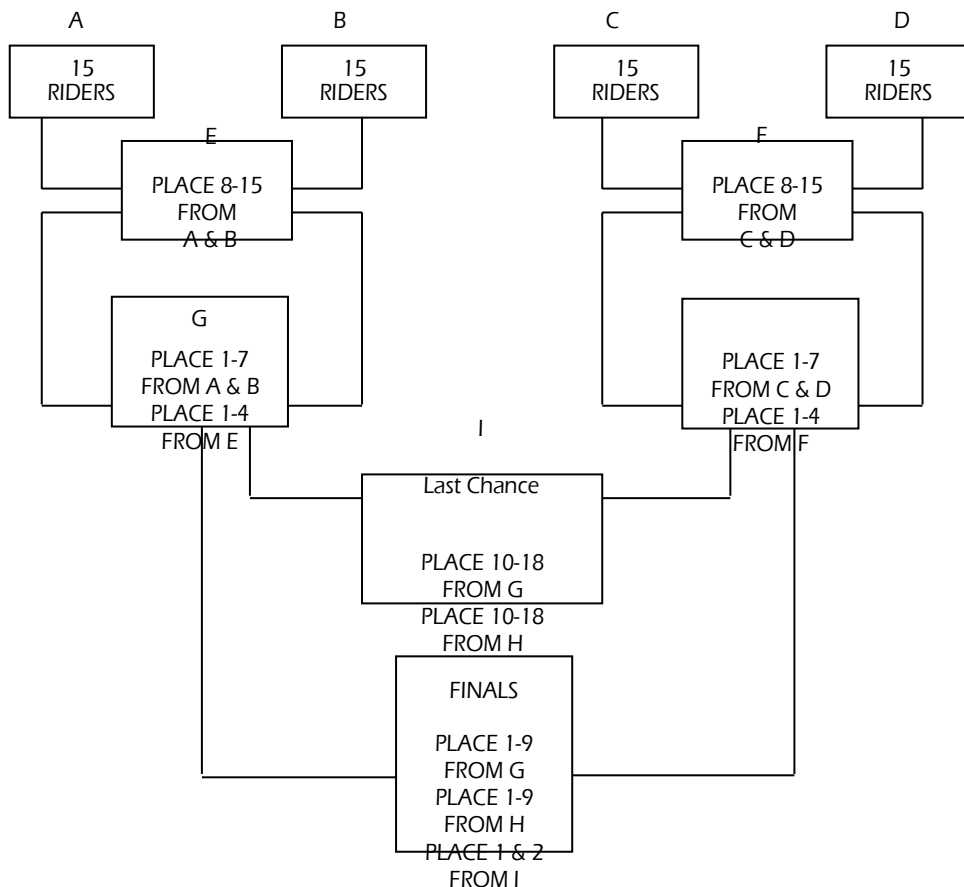 A
B
C
D
15
RIDERS
15
RIDERS
15
RIDERS
15
RIDERS
E
PLACE 8-15
FROM
A & B
F
PLACE 8-15
FROM
C & D
G
PLACE 1-7
FROM A & B
PLACE 1-4
FROM E
PLACE 1-7
FROM C & D
PLACE 1-4
FROM F
I
Last Chance
PLACE 10-18
FROM G
PLACE 10-18
FROM H
FINALS
PLACE 1-9
FROM G
PLACE 1-9
FROM H
PLACE 1 & 2
FROM I